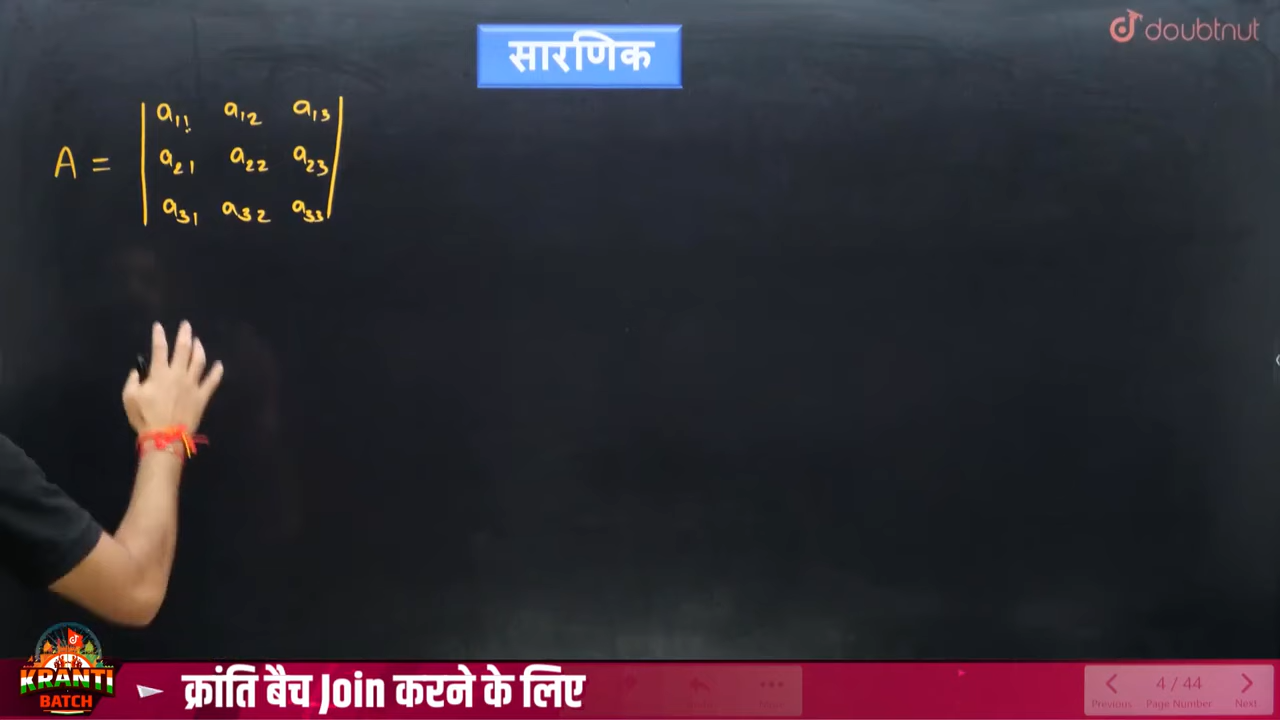 सारणिक
doubtnut
a11 a12 a13
A = a21 a22 a23
a31 a32 a33
KRANTI
BATCH
क्रांति बैच Join करने के लिए
4 / 44
Previous Page Number Next